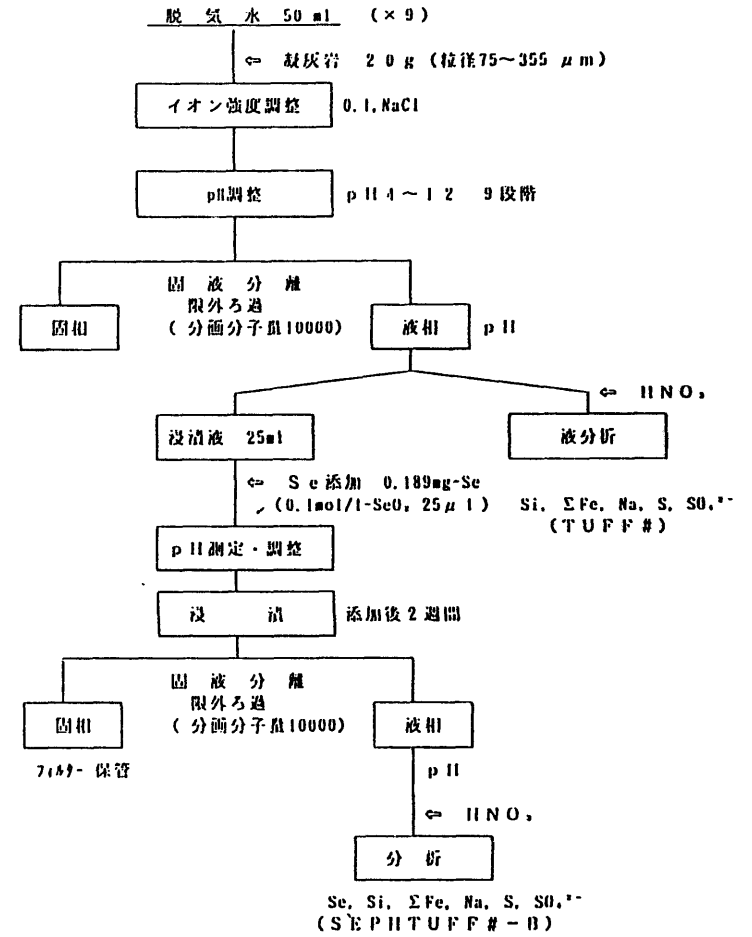 脱 気 水 50 ml (×9)
⇦ 凝灰岩 20g (粒径75~355 μm)
イオン強度調整 0.1,NaCl
pH調整 pH4~12 9段階
固 液 分 離
限外ろ過
(分画分子量10000)
固相
液相 pH
⇦ HNO₃
浸漬液 25ml
液分析
⇦ Se添加 0.189mg-Se
(0.1mol/l-SeO₂ 25μl)
Si, ΣFe, Na, S, SO₄²⁻
(TUFF#)
pH測定・調整
浸 漬 添加後2週間
固 液 分 離
限外ろ過
(分画分子量10000)
固相
液相
フィルター保管
pH
⇦ HNO₃
分 析
Se, Si, ΣFe, Na, S, SO₄²⁻
(SEPHTUFF#-B)